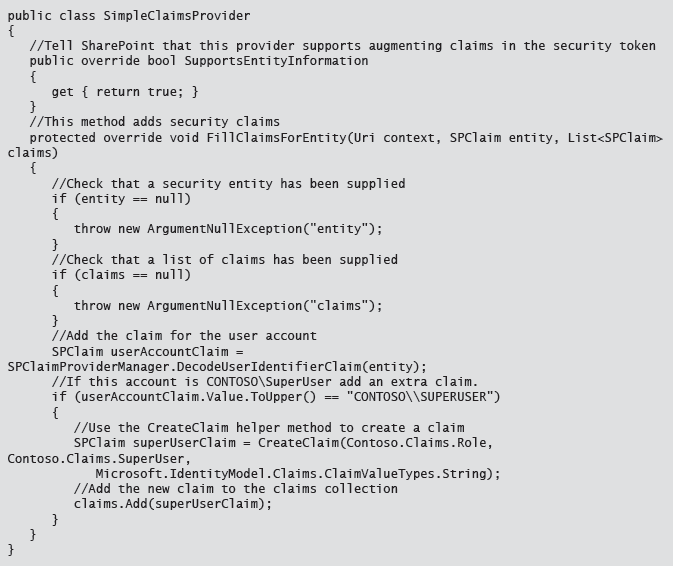 public class SimpleClaimsProvider
{
   //Tell SharePoint that this provider supports augmenting claims in the security token
   public override bool SupportsEntityInformation
   {
      get { return true; }
   }
   //This method adds security claims
   protected override void FillClaimsForEntity(Uri context, SPClaim entity, List<SPClaim>
claims)
   {
      //Check that a security entity has been supplied
      if (entity == null)
      {
         throw new ArgumentNullException("entity");
      }
      //Check that a list of claims has been supplied
      if (claims == null)
      {
         throw new ArgumentNullException("claims");
      }
      //Add the claim for the user account
      SPClaim userAccountClaim =
SPClaimProviderManager.DecodeUserIdentifierClaim(entity);
      //If this account is CONTOSO\SuperUser add an extra claim.
      if (userAccountClaim.Value.ToUpper() == "CONTOSO\\SUPERUSER")
      {
         //Use the CreateClaim helper method to create a claim
         SPClaim superUserClaim = CreateClaim(Contoso.Claims.Role,
Contoso.Claims.SuperUser,
            Microsoft.IdentityModel.Claims.ClaimValueTypes.String);
         //Add the new claim to the claims collection
         claims.Add(superUserClaim);
      }
   }
}